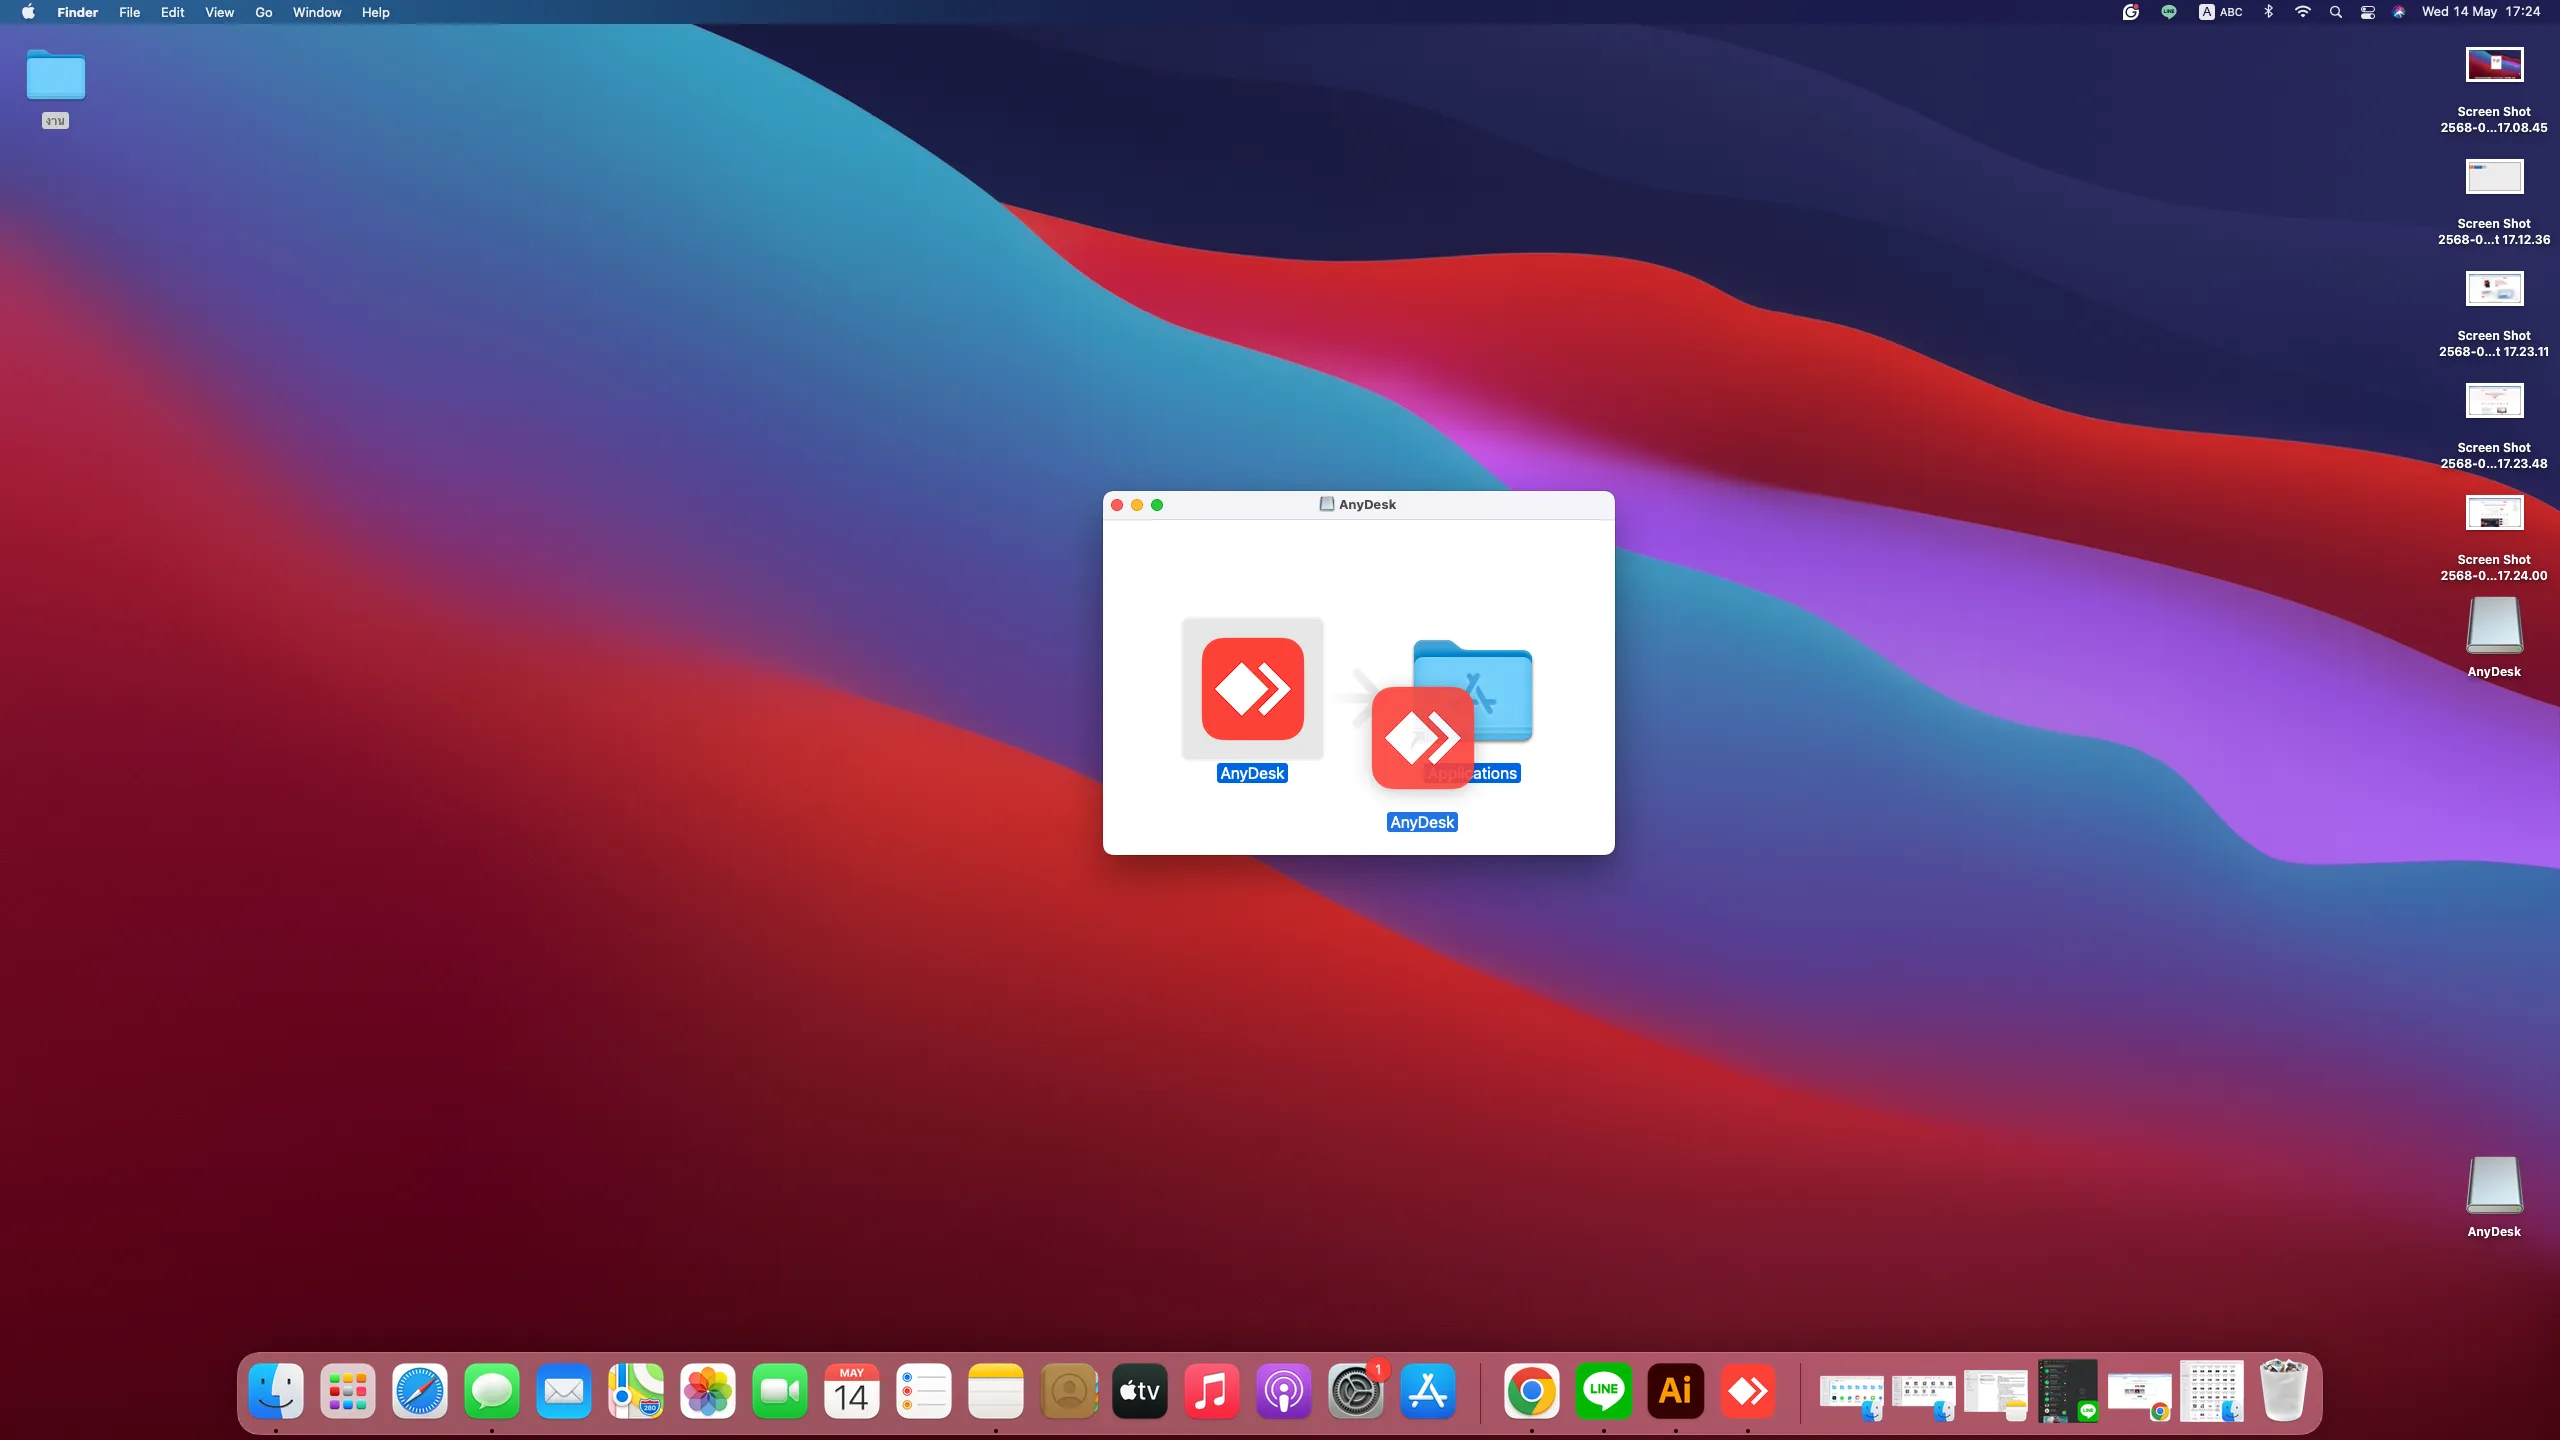 Finder File Edit View Go Window Help
A ABC Wed 14 May 17:24
งาน
Screen Shot
2568-0...17.08.45
Screen Shot
2568-0...t 17.12.36
Screen Shot
2568-0...t 17.23.11
Screen Shot
2568-0...17.23.48
Screen Shot
2568-0...17.24.00
AnyDesk
AnyDesk
AnyDesk
Applications
AnyDesk
AnyDesk
MAY
14
280
tv
1
LINE
Ai